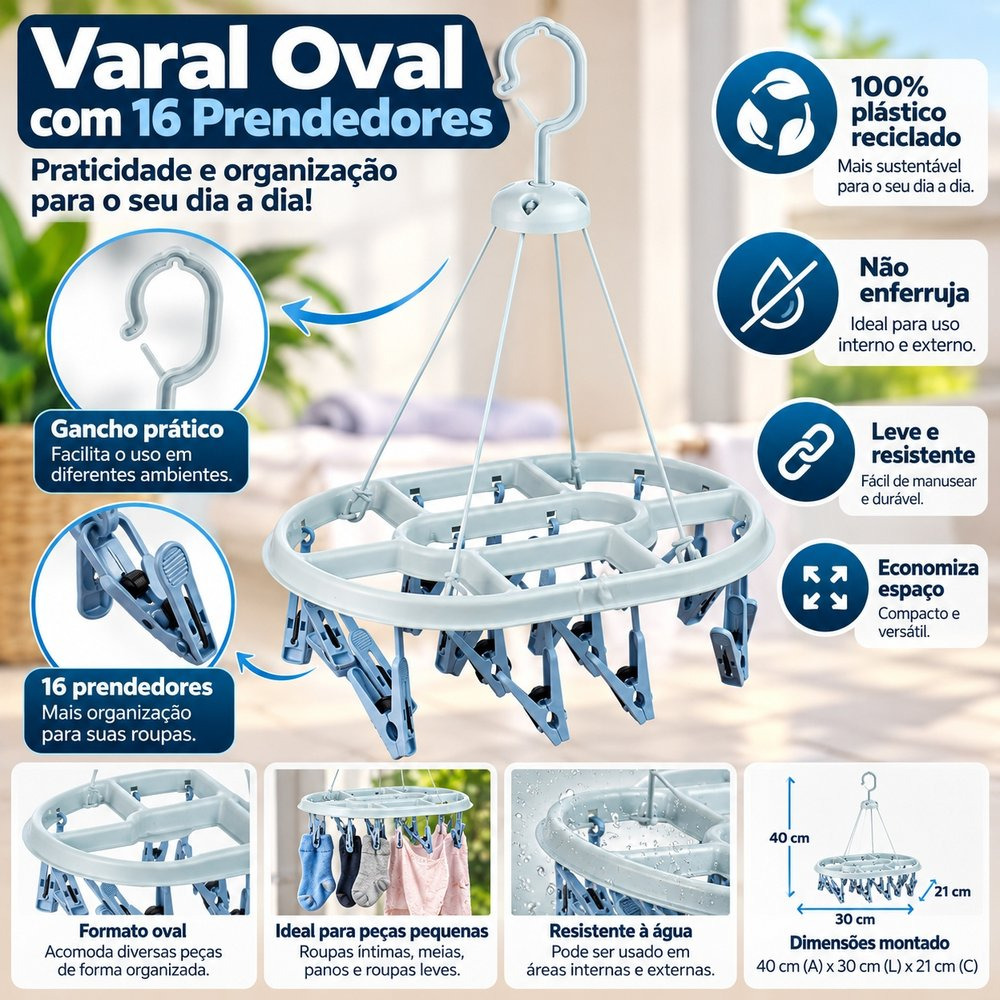 Varal Oval
com 16 Prendedores
Praticidade e organização
para o seu dia a dia!
100%
plástico
reciclado
Mais sustentável
para o seu dia a dia.
Não
enferruja
Ideal para uso
interno e externo.
Gancho prático
Facilita o uso em
diferentes ambientes.
Leve e
resistente
Fácil de manusear
e durável.
Economiza
espaço
Compacto e
versátil.
16 prendedores
Mais organização
para suas roupas.
Formato oval
Acomoda diversas peças
de forma organizada.
Ideal para peças pequenas
Roupas íntimas, meias,
panos e roupas leves.
Resistente à água
Pode ser usado em
áreas internas e externas.
40 cm
21 cm
30 cm
Dimensões montado
40 cm (A) x 30 cm (L) x 21 cm (C)